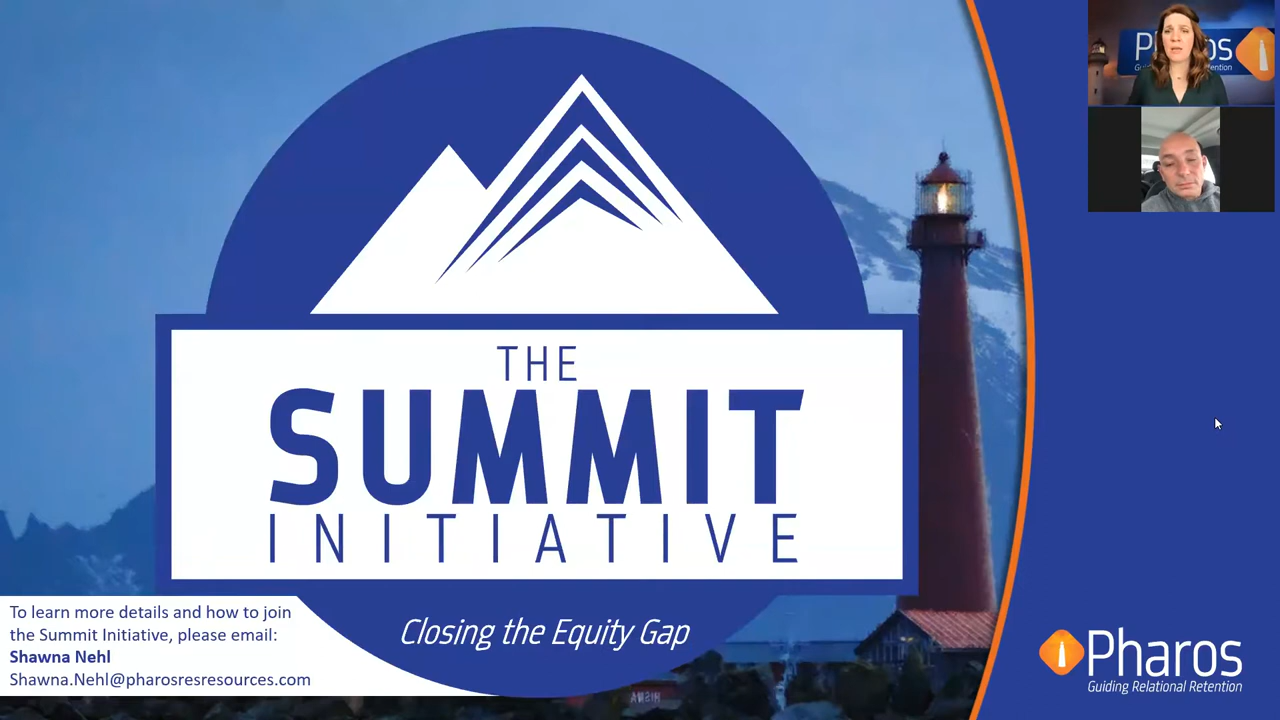 THE
SUMMIT
INITIATIVE
Closing the Equity Gap
To learn more details and how to join
the Summit Initiative, please email:
Shawna Nehl
Shawna.Nehl@pharosresresources.com
Pharos
Guiding Relational Retention